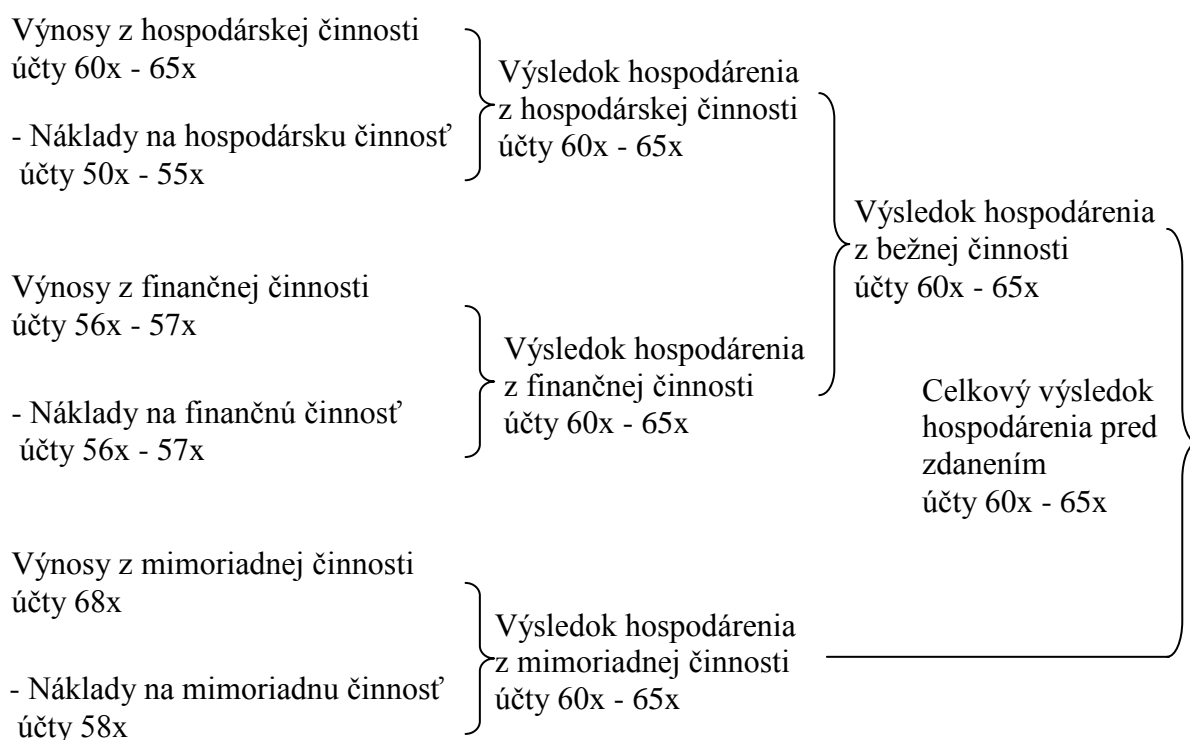 Výnosy z hospodárskej činnosti
účty 60x - 65x
- Náklady na hospodársku činnosť
účty 50x - 55x
Výsledok hospodárenia
z hospodárskej činnosti
účty 60x - 65x
Výnosy z finančnej činnosti
účty 56x - 57x
- Náklady na finančnú činnosť
účty 56x - 57x
Výsledok hospodárenia
z finančnej činnosti
účty 60x - 65x
Výsledok hospodárenia
z bežnej činnosti
účty 60x - 65x
Výnosy z mimoriadnej činnosti
účty 68x
- Náklady na mimoriadnu činnosť
účty 58x
Výsledok hospodárenia
z mimoriadnej činnosti
účty 60x - 65x
Celkový výsledok
hospodárenia pred
zdanením
účty 60x - 65x